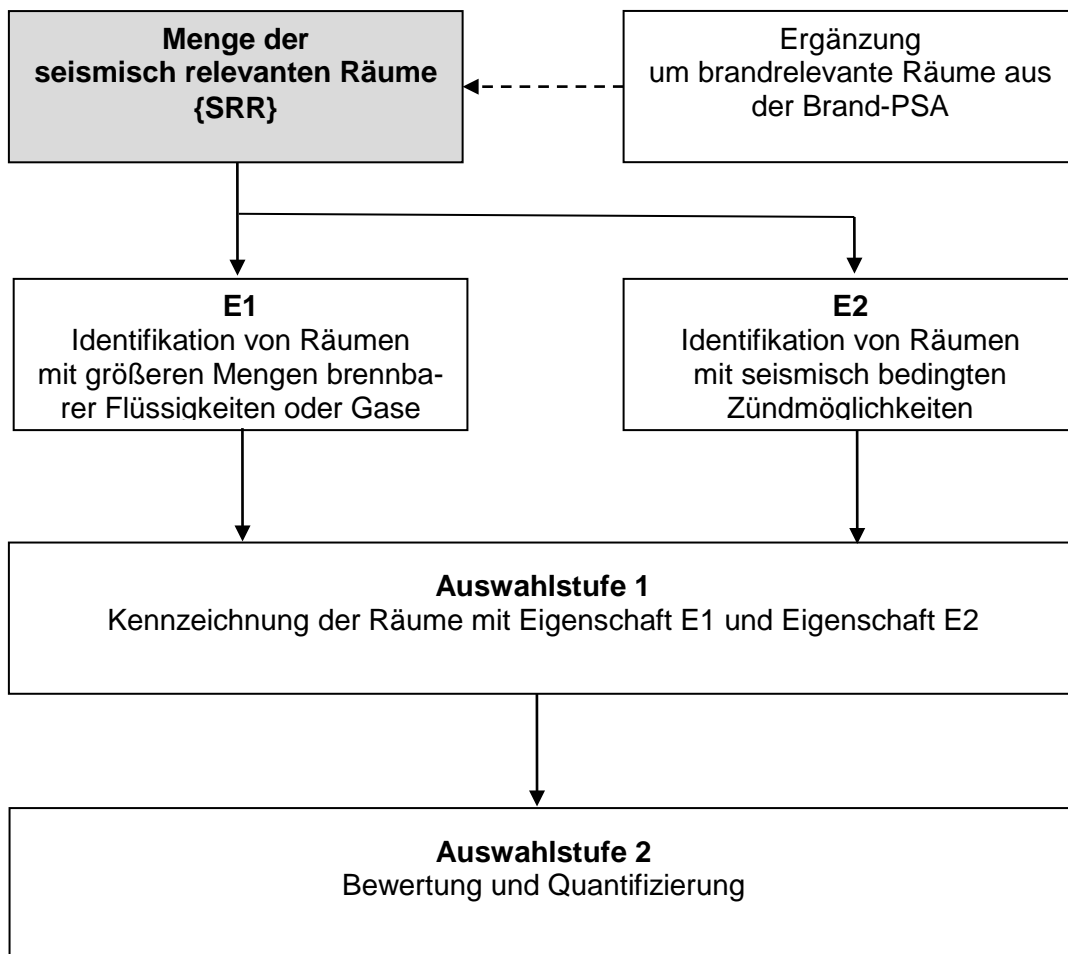 Menge der
seismisch relevanten Räume
{SRR}
Ergänzung
um brandrelevante Räume aus
der Brand-PSA
E1
Identifikation von Räumen
mit größeren Mengen brennba-
rer Flüssigkeiten oder Gase
E2
Identifikation von Räumen
mit seismisch bedingten
Zündmöglichkeiten
Auswahlstufe 1
Kennzeichnung der Räume mit Eigenschaft E1 und Eigenschaft E2
Auswahlstufe 2
Bewertung und Quantifizierung